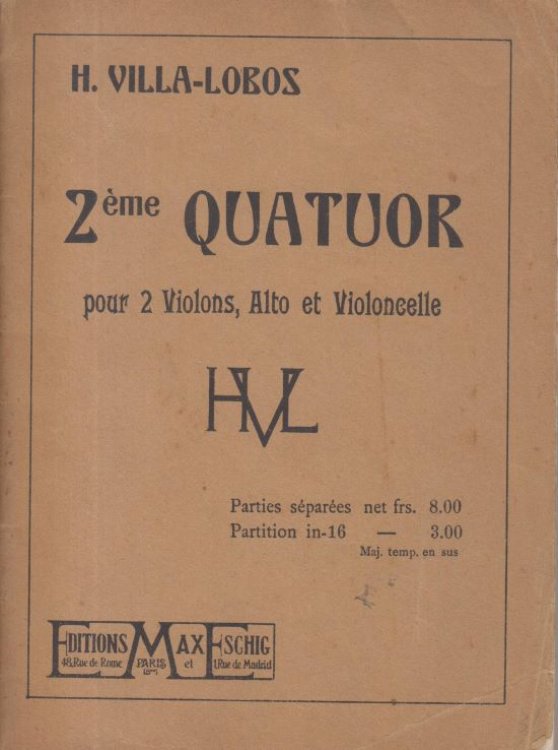 H. VILLA-LOBOS
2ème QUATUOR
pour 2 Violons, Alto et Violoncelle
HVL
Parties séparées net frs. 8.00
Partition in-16 — 3.00
Maj. temp. en sus
EDITIONS MAX ESCHIG
48, Rue de Rome PARIS et 1, Rue de Madrid